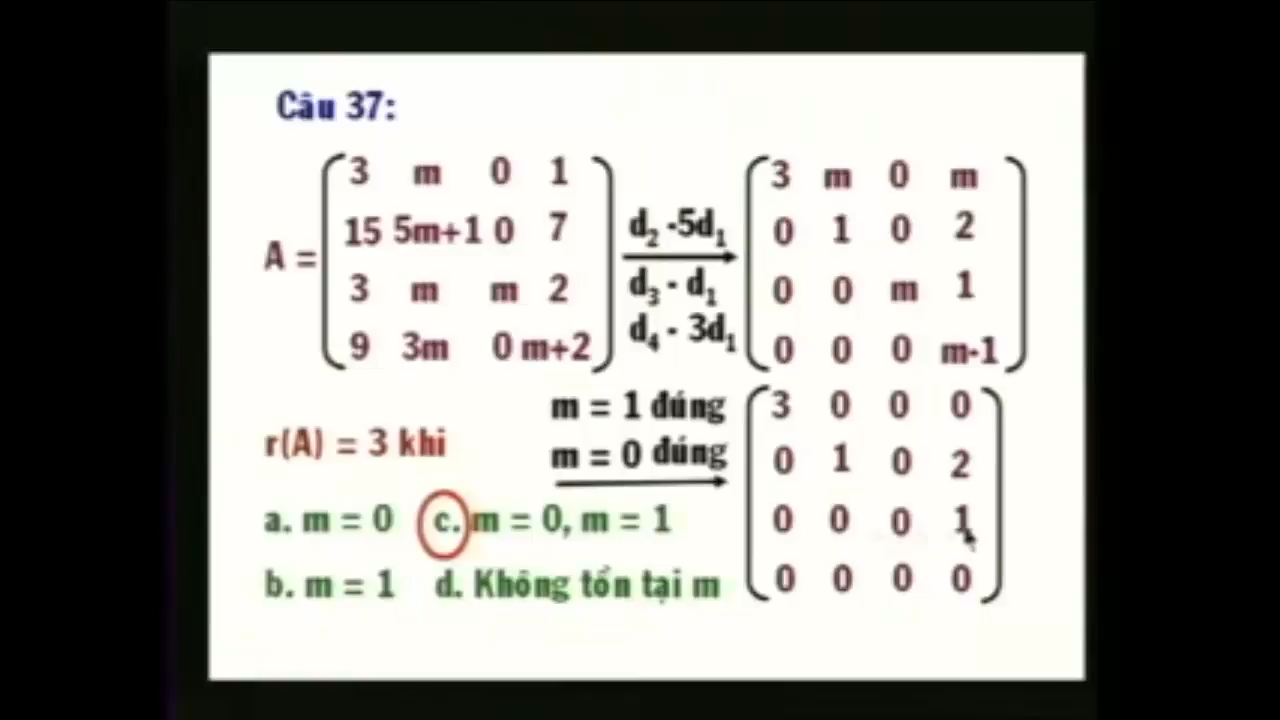 Câu 37:
A = 
3 m 0 1
15 5m+1 0 7
3 m m 2
9 3m 0 m+2
d2 -5d1
d3 - d1
d4 - 3d1
3 m 0 m
0 1 0 2
0 0 m 1
0 0 0 m-1
r(A) = 3 khi
m = 1 đúng
m = 0 đúng
3 0 0 0
0 1 0 2
0 0 0 1
0 0 0 0
a. m = 0 c. m = 0, m = 1
b. m = 1 d. Không tồn tại m